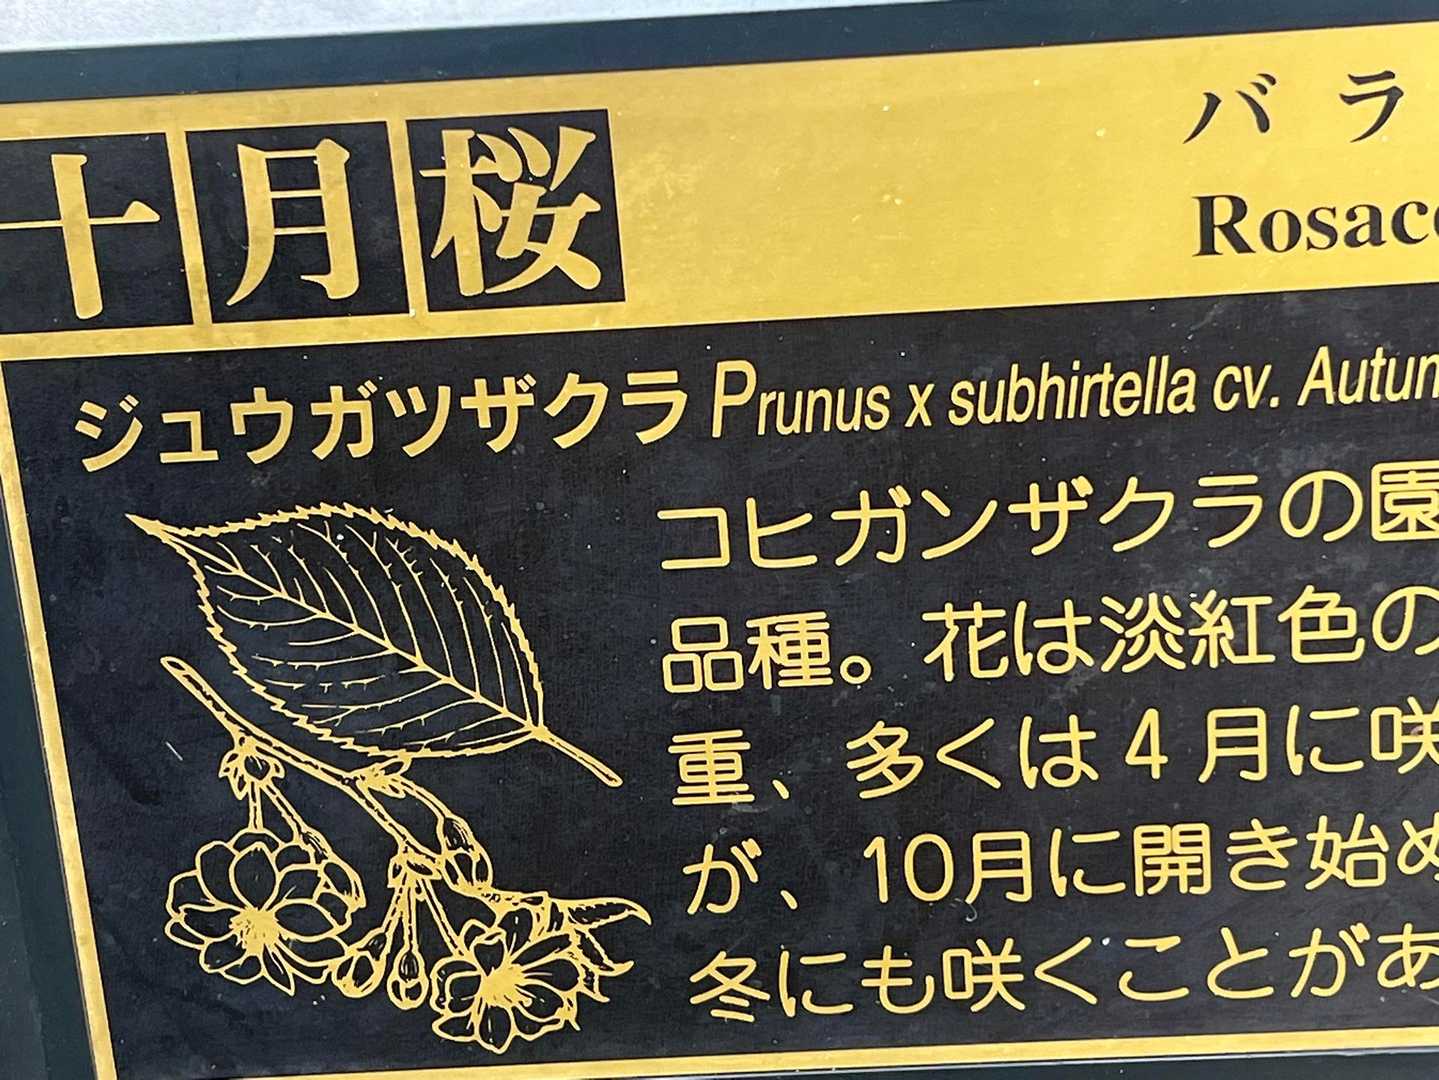 十月桜
バラ
Rosac
ジュウガツザクラ Prunus x subhirtella cv. Autu
コヒガンザクラの園
品種。花は淡紅色の
重、多くは4月に咲
が、10月に開き始め
冬にも咲くことがあ